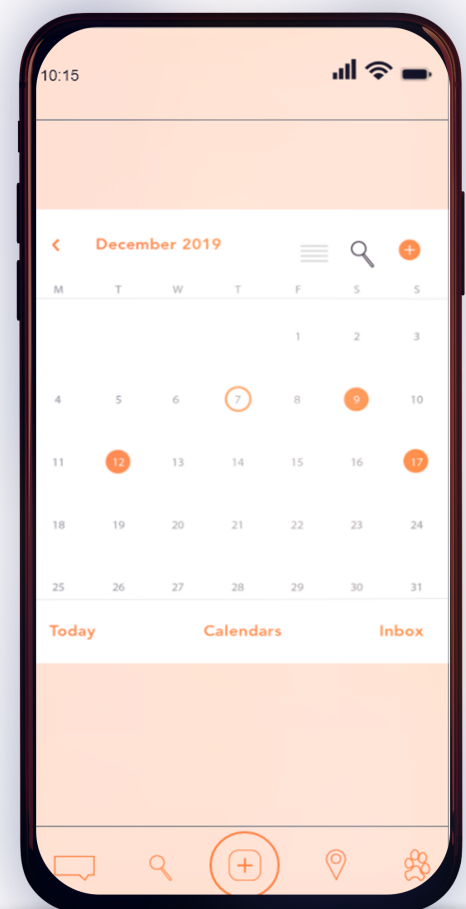 10:15
December 2019
M T W T F S S
1 2 3
4 5 6 7 8 9 10
11 12 13 14 15 16 17
18 19 20 21 22 23 24
25 26 27 28 29 30 31
Today Calendars Inbox